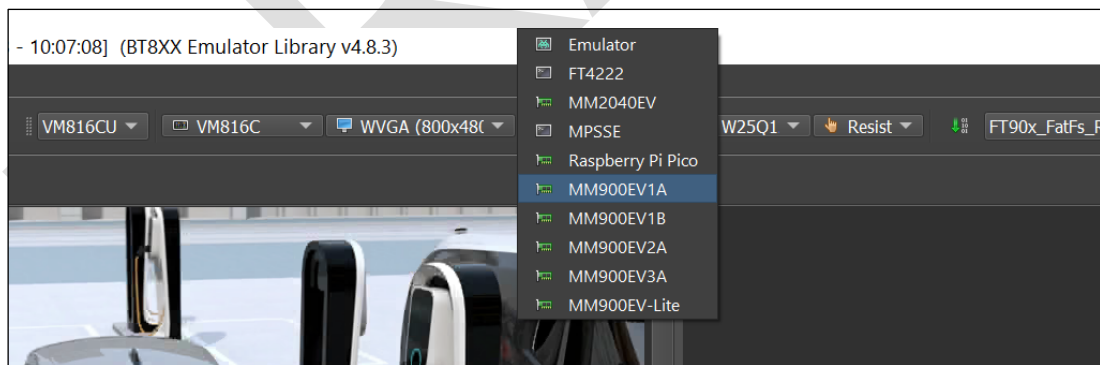 - 10:07:08] (BT8XX Emulator Library v4.8.3)
Emulator
FT4222
MM2040EV
MPSSE
Raspberry Pi Pico
MM900EV1A
MM900EV1B
MM900EV2A
MM900EV3A
MM900EV-Lite
VM816CU VM816C WVGA (800x48( W25Q1 Resist FT90x_FatFs_